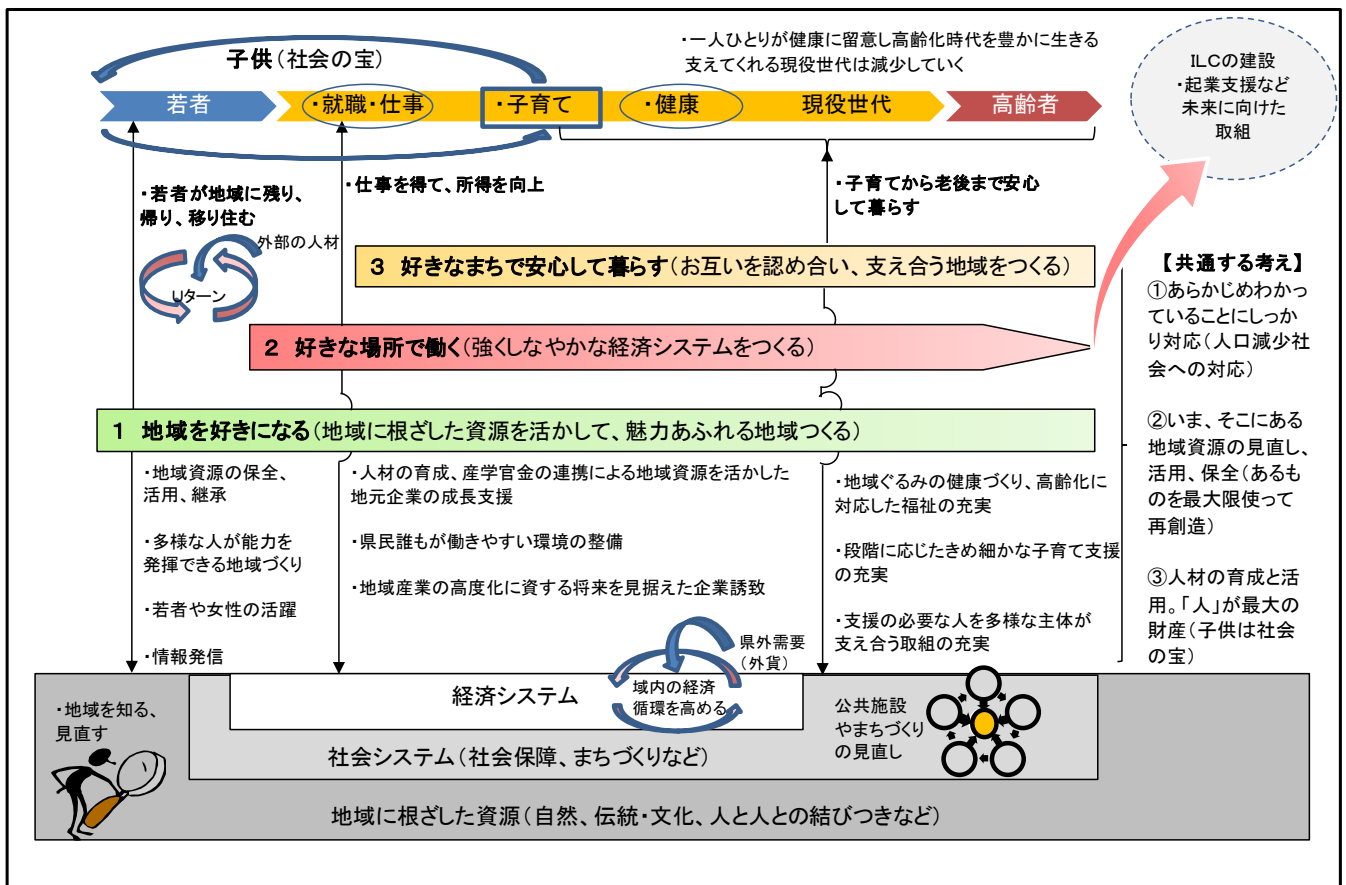 子供(社会の宝)
・一人ひとりが健康に留意し高齢化時代を豊かに生きる
支えてくれる現役世代は減少していく
若者
・就職・仕事
・子育て
・健康
現役世代
高齢者
ILCの建設
・起業支援など
未来に向けた
取組
・若者が地域に残り、
帰り、移り住む
・仕事を得て、所得を向上
・子育てから老後まで安心
して暮らす
外部の人材
Uターン
3 好きなまちで安心して暮らす(お互いを認め合い、支え合う地域をつくる)
2 好きな場所で働く(強くしなやかな経済システムをつくる)
1 地域を好きになる(地域に根ざした資源を活かして、魅力あふれる地域つくる)
【共通する考え】
①あらかじめわかっ
ていることにしっか
り対応(人口減少社
会への対応)
②いま、そこにある
地域資源の見直し、
活用、保全(あるも
のを最大限使って
再創造)
③人材の育成と活
用。「人」が最大の
財産(子供は社会
の宝)
・地域資源の保全、
活用、継承
・多様な人が能力を
発揮できる地域づくり
・若者や女性の活躍
・情報発信
・人材の育成、産学官金の連携による地域資源を活かした
地元企業の成長支援
・県民誰もが働きやすい環境の整備
・地域産業の高度化に資する将来を見据えた企業誘致
・地域ぐるみの健康づくり、高齢化に
対応した福祉の充実
・段階に応じたきめ細かな子育て支援
の充実
・支援の必要な人を多様な主体が
支え合う取組の充実
県外需要
(外貨)
域内の経済
循環を高める
経済システム
・地域を知る、
見直す
公共施設
やまちづくり
の見直し
社会システム(社会保障、まちづくりなど)
地域に根ざした資源(自然、伝統・文化、人と人との結びつきなど)